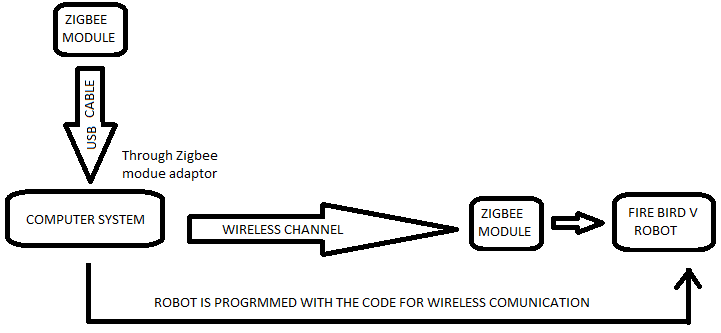 ZIGBEE
MODULE
USB CABLE
Through Zigbee
modue adaptor
COMPUTER SYSTEM
WIRELESS CHANNEL
ZIGBEE
MODULE
FIRE BIRD V
ROBOT
ROBOT IS PROGRMMED WITH THE CODE FOR WIRELESS COMUNICATION